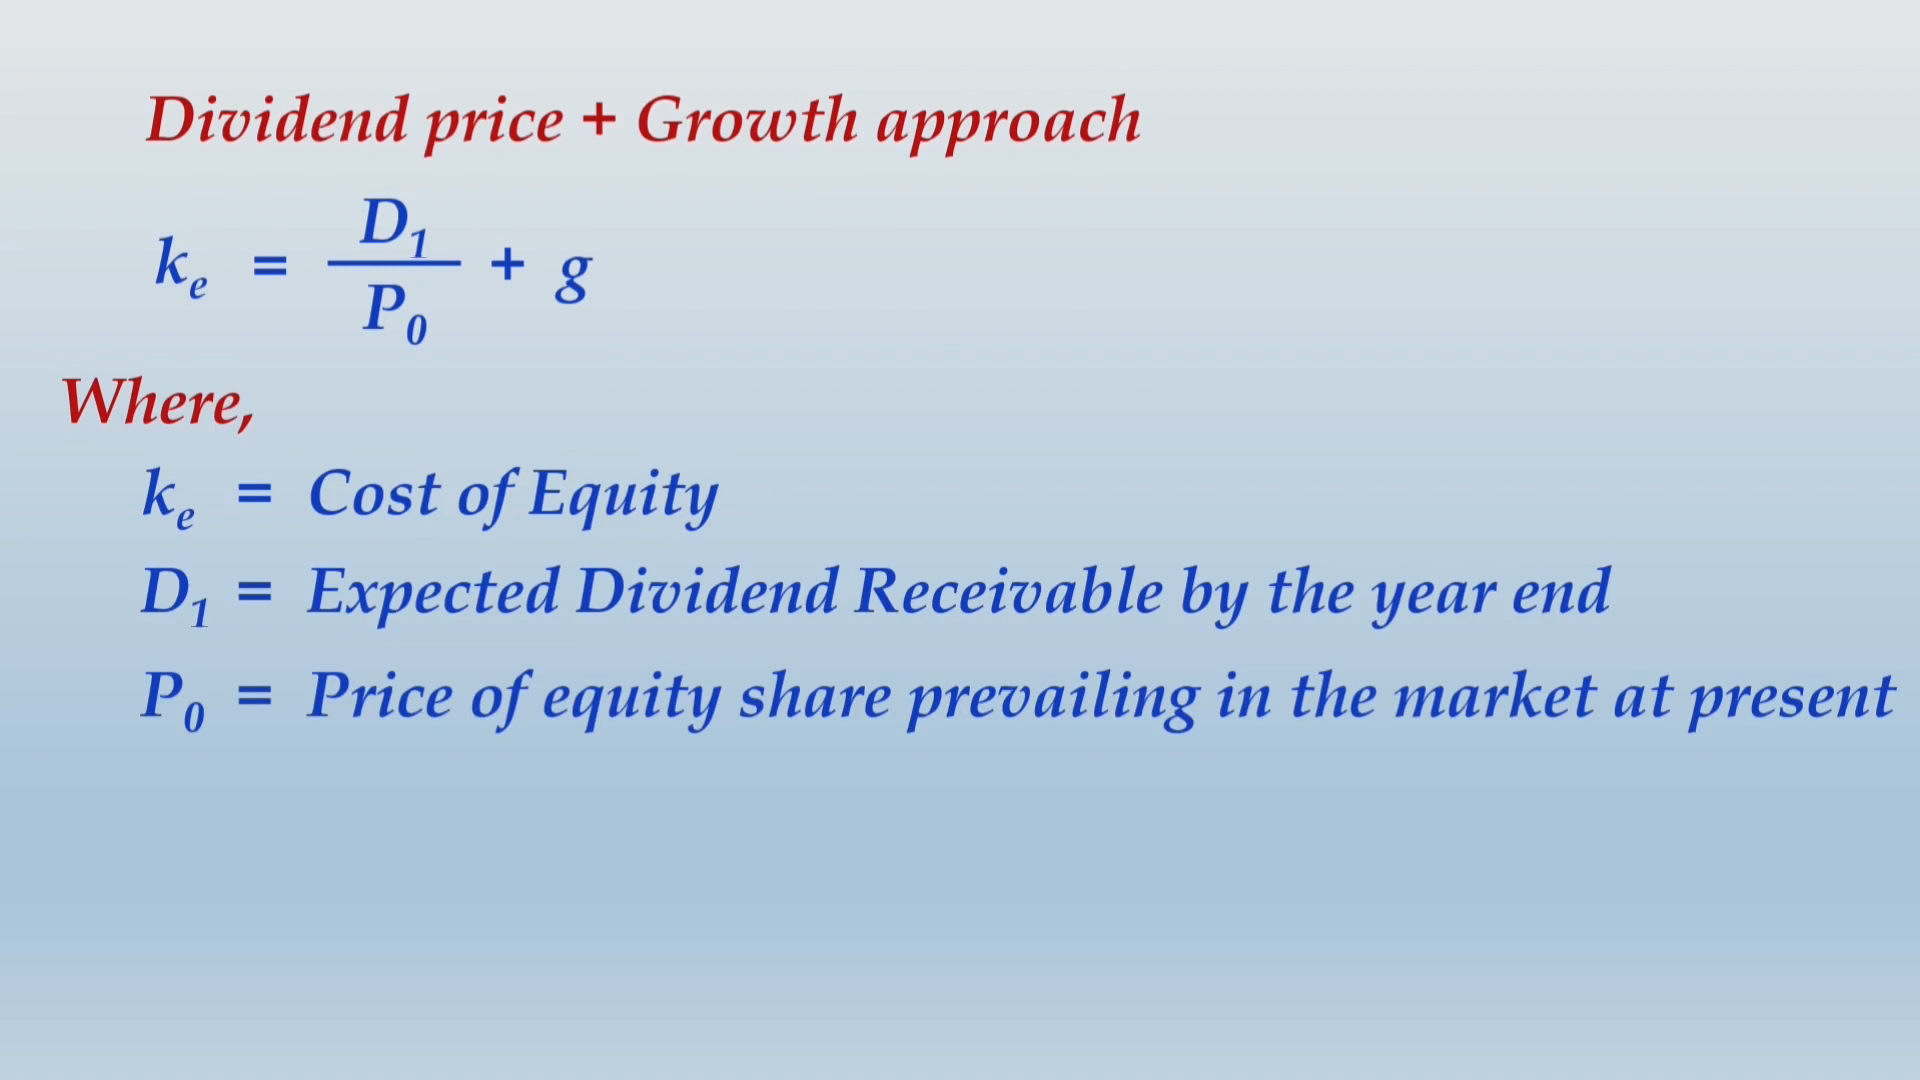 Dividend price + Growth approach
kₑ = D₁ / P₀ + g
Where,
kₑ = Cost of Equity
D₁ = Expected Dividend Receivable by the year end
P₀ = Price of equity share prevailing in the market at present